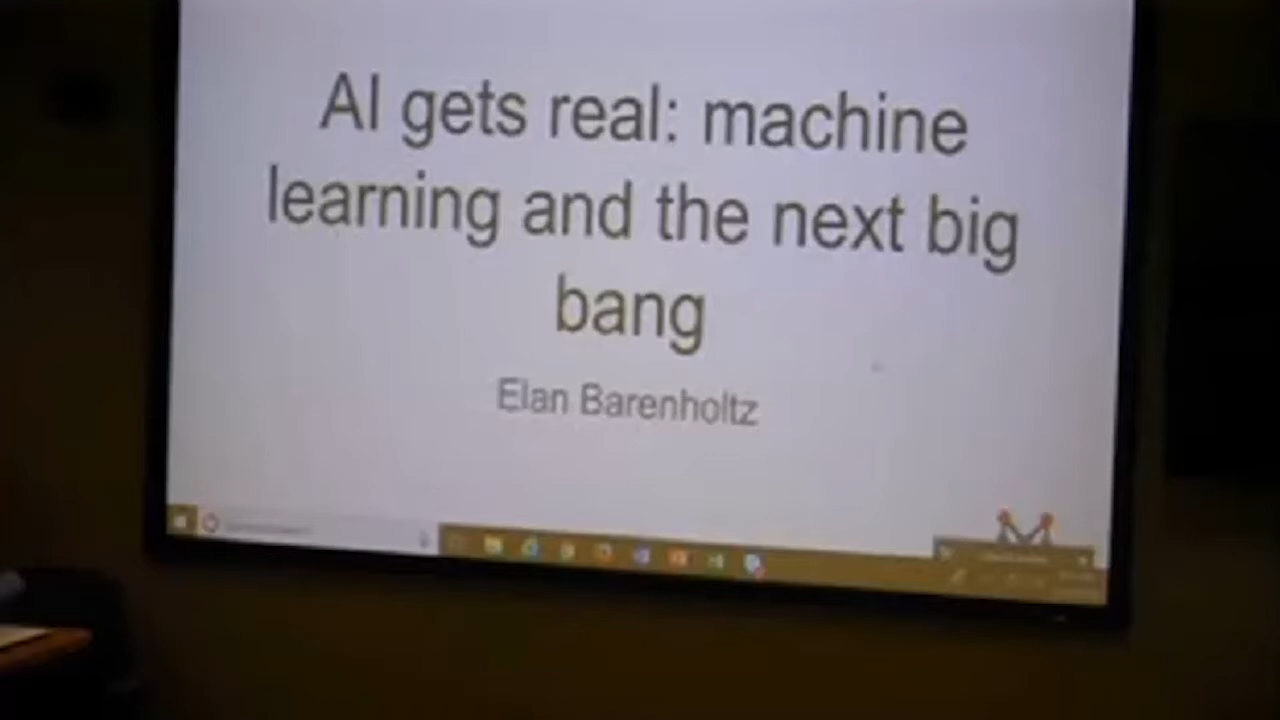 AI gets real: machine
learning and the next big
bang
Elan Barenholtz